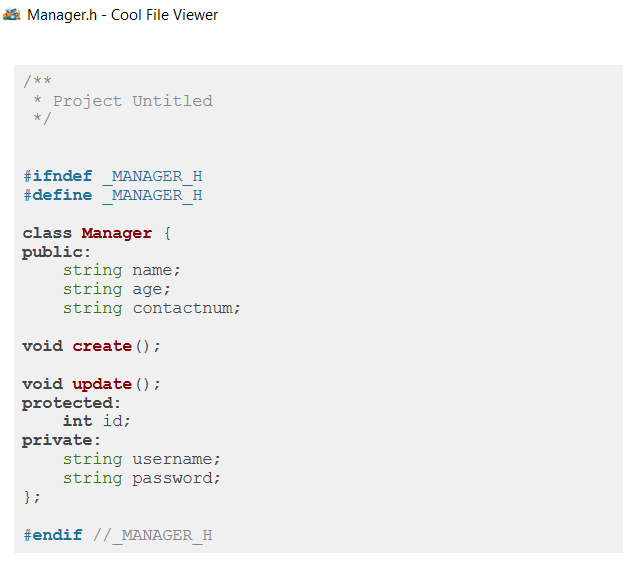 Manager.h - Cool File Viewer
/**
 * Project Untitled
 */
#ifndef _MANAGER_H
#define _MANAGER_H
class Manager {
public:
    string name;
    string age;
    string contactnum;
void create();
void update();
protected:
    int id;
private:
    string username;
    string password;
};
#endif //_MANAGER_H